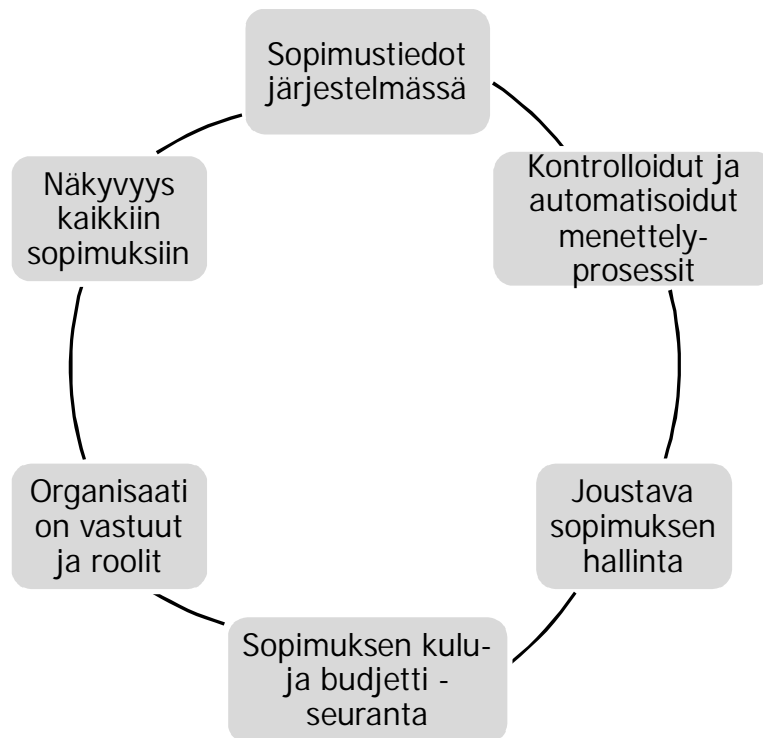 Sopimustiedot
järjestelmässä
Kontrolloidut ja
automatisoidut
menettely-
prosessit
Joustava
sopimuksen
hallinta
Sopimuksen kulu-
ja budjetti -
seuranta
Organisaati
on vastuut
ja roolit
Näkyvyys
kaikkiin
sopimuksiin